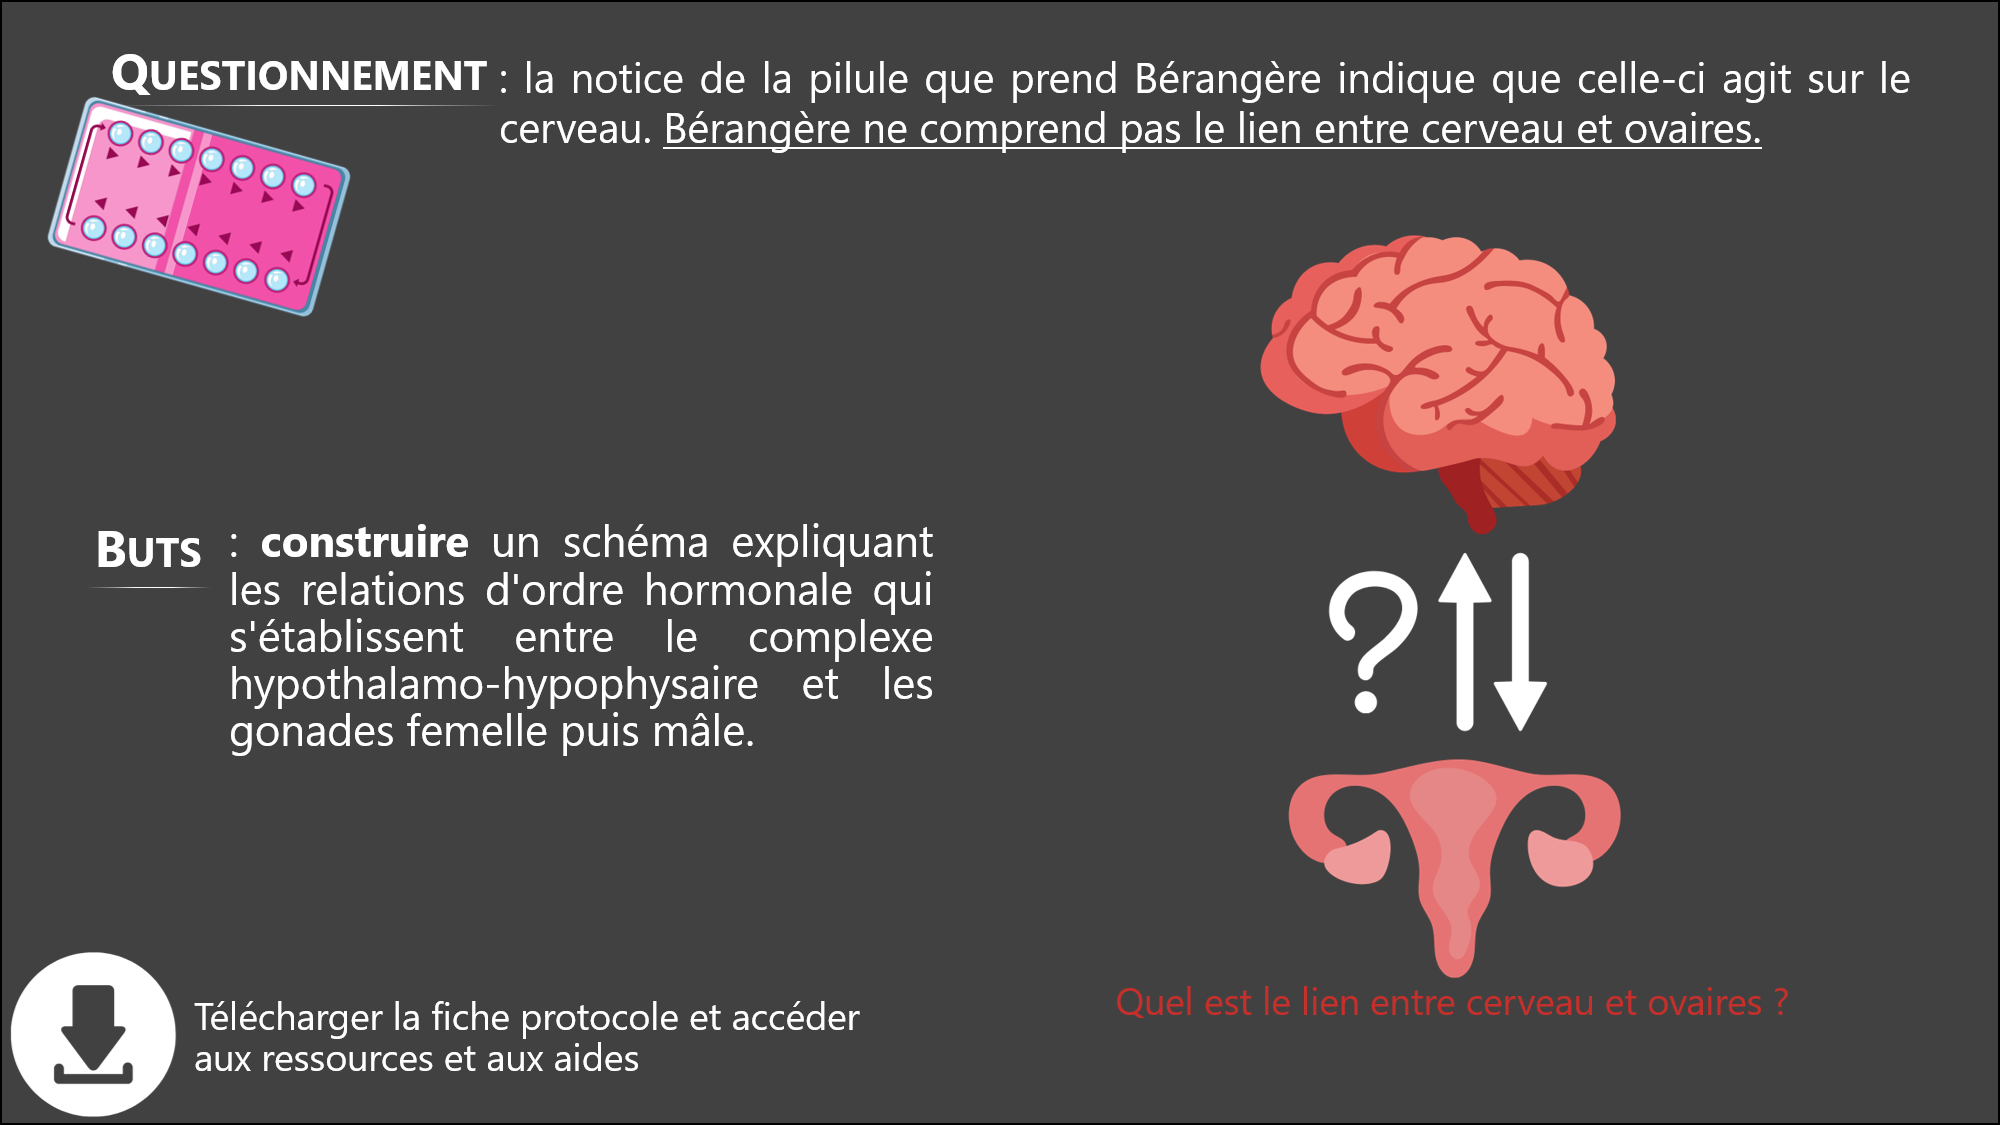 QUESTIONNEMENT : la notice de la pilule que prend Bérangère indique que celle-ci agit sur le
cerveau. Bérangère ne comprend pas le lien entre cerveau et ovaires.
BUTS : construire un schéma expliquant
les relations d'ordre hormonale qui
s'établissent entre le complexe
hypothalamo-hypophysaire et les
gonades femelle puis mâle.
?
Quel est le lien entre cerveau et ovaires ?
Télécharger la fiche protocole et accéder
aux ressources et aux aides